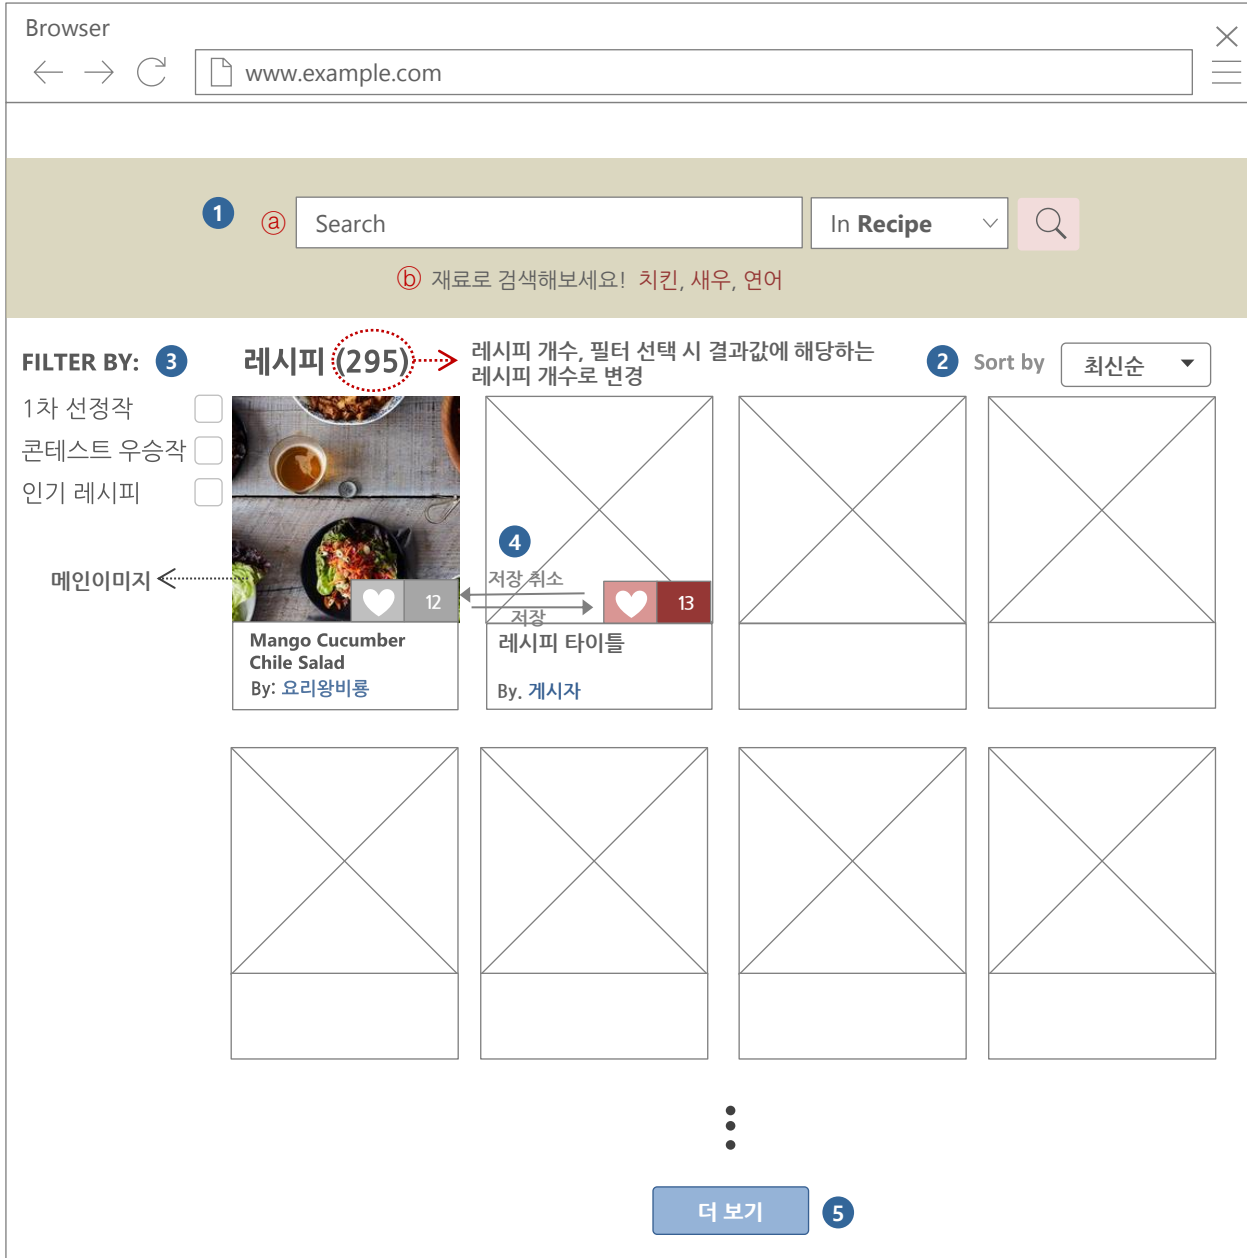 Browser
www.example.com
1 ⓐ Search In Recipe
ⓑ 재료로 검색해보세요! 치킨, 새우, 연어
FILTER BY: 3
1차 선정작
콘테스트 우승작
인기 레시피
메인이미지
레시피 (295)
레시피 개수, 필터 선택 시 결과값에 해당하는
레시피 개수로 변경
2 Sort by 최신순
12
Mango Cucumber
Chile Salad
By: 요리왕비룡
4
저장 취소
저장
13
레시피 타이틀
By. 게시자
더 보기 5